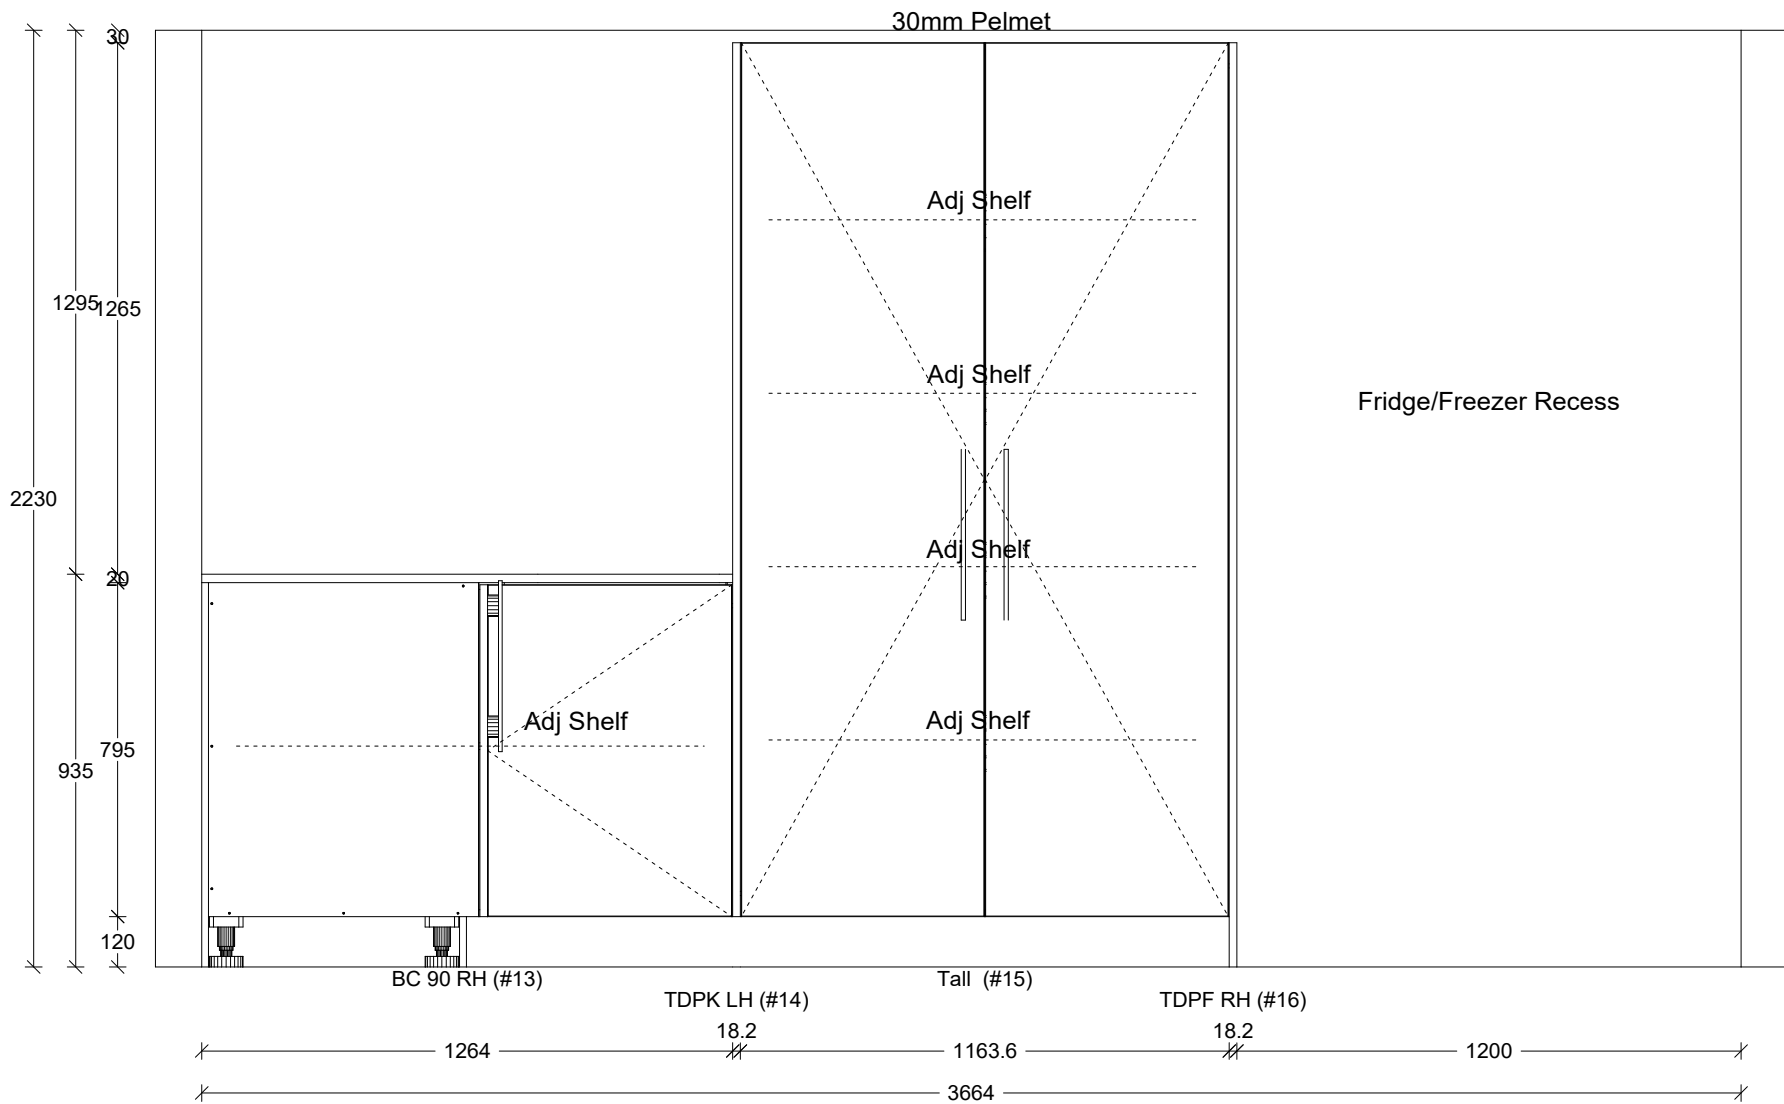 30mm Pelmet
30
Adj Shelf
1295
1265
Adj Shelf
Fridge/Freezer Recess
2230
Adj Shelf
20
Adj Shelf
Adj Shelf
795
935
120
BC 90 RH (#13)
Tall (#15)
TDPK LH (#14)
TDPF RH (#16)
18.2
18.2
1264
1163.6
1200
3664